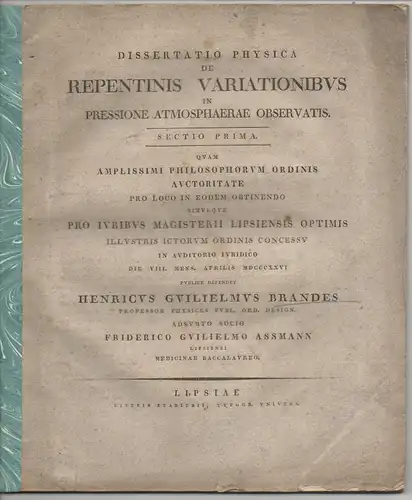 DISSERTATIO PHYSICA
DE
REPENTINIS VARIATIONIBVS
IN
PRESSIONE ATMOSPHAERAE OBSERVATIS.
SECTIO PRIMA.
QVAM
AMPLISSIMI PHILOSOPHORVM ORDINIS
AVCTORITATE
PRO LOCO IN EODEM OBTINENDO
SIMVLQVE
PRO IVRIBVS MAGISTERII LIPSIENSIS OPTIMIS
ILLVSTRIS ICTORVM ORDINIS CONCESSV
IN AVDITORIO IVRIDICO
DIE VIII. MENS. APRILIS MDCCCXXVI
PVBLICE DEFENDET
HENRICVS GVILIELMVS BRANDES
PROFESSOR PHYSICES PVBL. ORD. DESIGN.
ADSVMTO SOCIO
FRIDERICO GVILIELMO ASSMANN
LIPSIENSI
MEDICINAE BACCALAVREO.
LIPSIAE
LITERIS STARITZII, TYPOGR. VNIVERS.